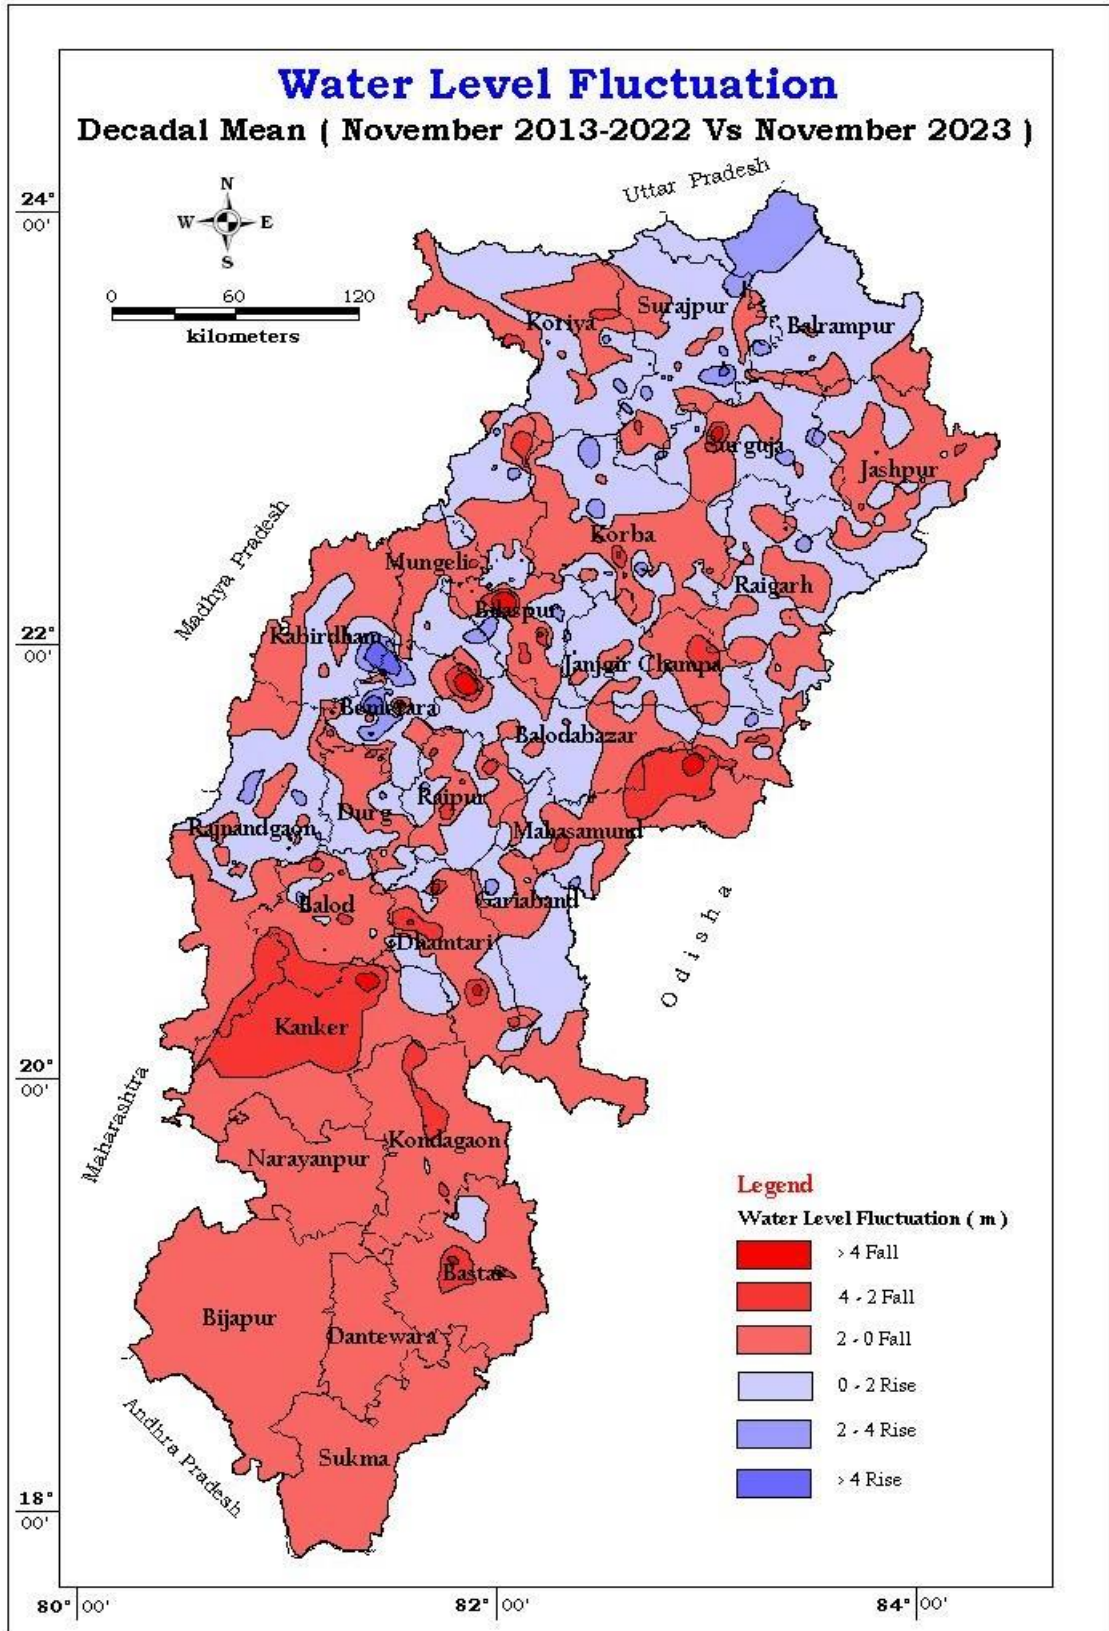 Water Level Fluctuation
Decadal Mean ( November 2013-2022 Vs November 2023 )
Uttar Pradesh
24°
00'
N
W E
S
0 60 120
kilometers
Surajpur
Koriya
Balrampur
Surguja
Jashpur
Madhya Pradesh
Korba
Mungeli
Raigarh
Bilaspur
22°
00'
Kabirdham
Janjgir Champa
Bemetara
Balodabazar
Raipur
Durg
Rajnandgaon
Mahasamund
Balod
Gariaband
Dhamtari
Odisha
Kanker
20°
00'
Maharashtra
Kondagaon
Narayanpur
Legend
Water Level Fluctuation ( m )
> 4 Fall
4 - 2 Fall
2 - 0 Fall
0 - 2 Rise
2 - 4 Rise
> 4 Rise
Bastar
Bijapur
Dantewara
Andhra Pradesh
Sukma
18°
00'
80° 00' 82° 00' 84° 00'